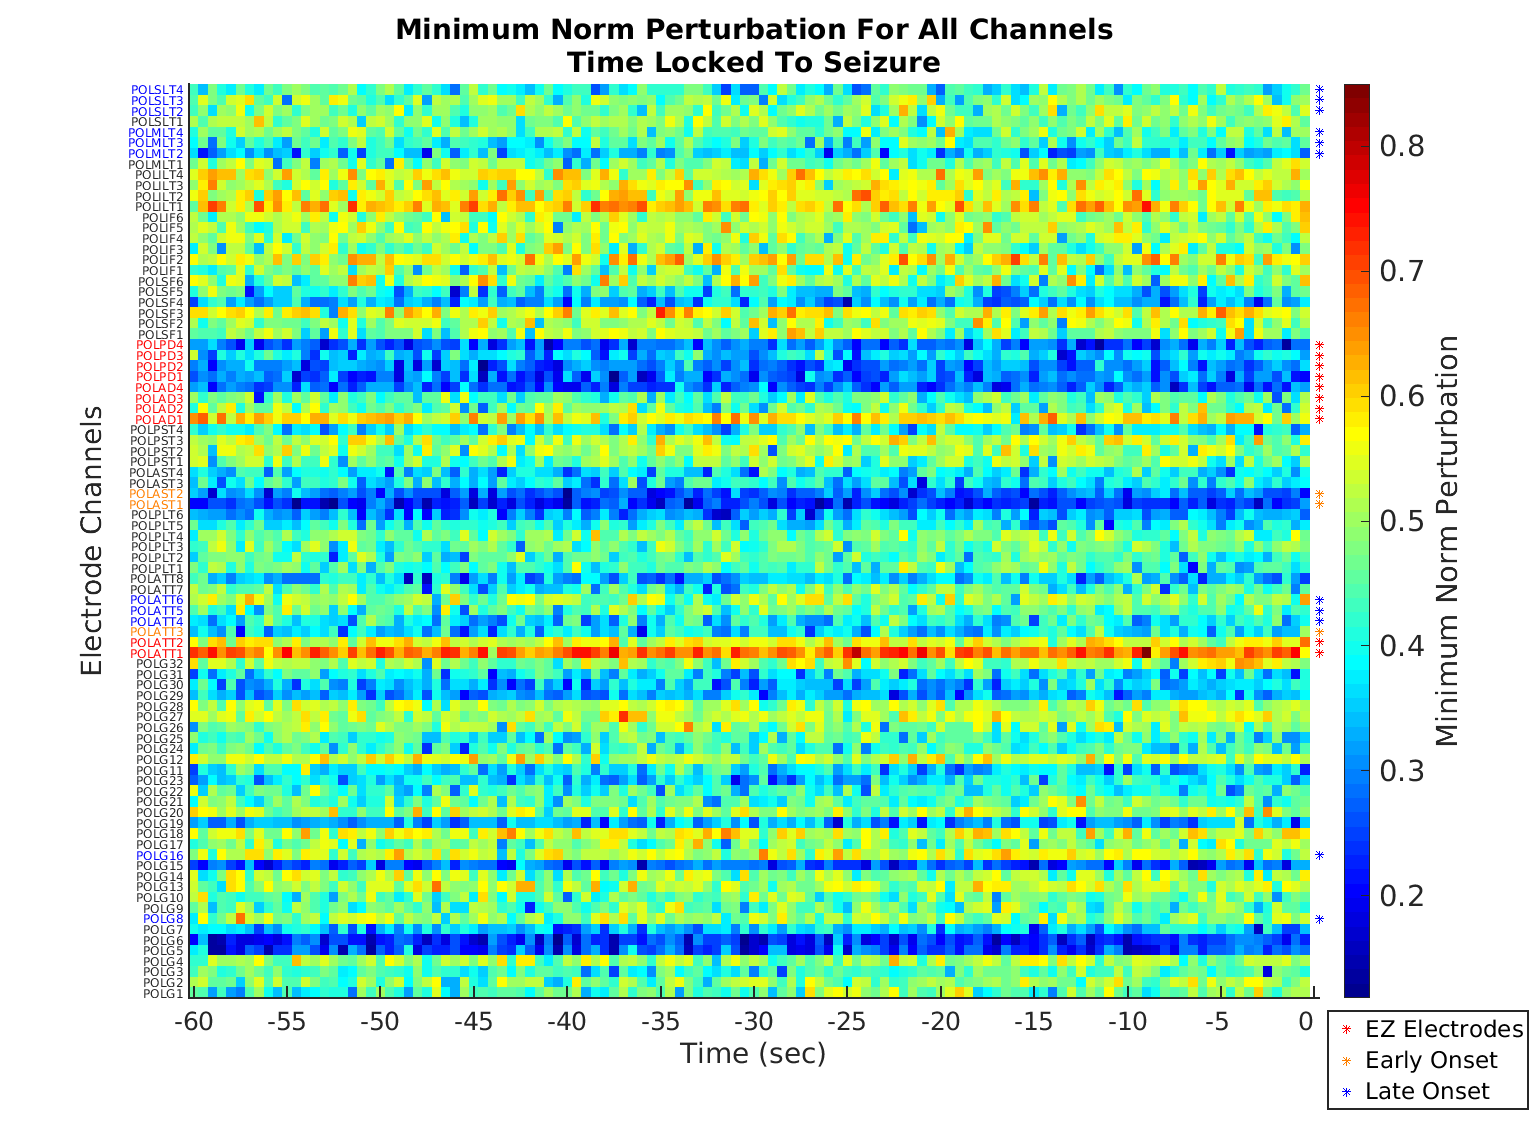 Minimum Norm Perturbation For All Channels
Time Locked To Seizure
Electrode Channels
POLSLT4
POLSLT3
POLSLT2
POLSLT1
POLMLT4
POLMLT3
POLMLT2
POLMLT1
POLILT4
POLILT3
POLILT2
POLILT1
POLIF6
POLIF5
POLIF4
POLIF3
POLIF2
POLIF1
POLSF6
POLSF5
POLSF4
POLSF3
POLSF2
POLSF1
POLPD4
POLPD3
POLPD2
POLPD1
POLAD4
POLAD3
POLAD2
POLAD1
POLPST4
POLPST3
POLPST2
POLPST1
POLAST4
POLAST3
POLAST2
POLAST1
POLPLT6
POLPLT5
POLPLT4
POLPLT3
POLPLT2
POLPLT1
POLATT8
POLATT7
POLATT6
POLATT5
POLATT4
POLATT3
POLATT2
POLATT1
POLG32
POLG31
POLG30
POLG29
POLG28
POLG27
POLG26
POLG25
POLG24
POLG12
POLG11
POLG23
POLG22
POLG21
POLG20
POLG19
POLG18
POLG17
POLG16
POLG15
POLG14
POLG13
POLG10
POLG9
POLG8
POLG7
POLG6
POLG5
POLG4
POLG3
POLG2
POLG1
-60 -55 -50 -45 -40 -35 -30 -25 -20 -15 -10 -5 0
Time (sec)
0.8
0.7
0.6
0.5
0.4
0.3
0.2
Minimum Norm Perturbation
EZ Electrodes
Early Onset
Late Onset